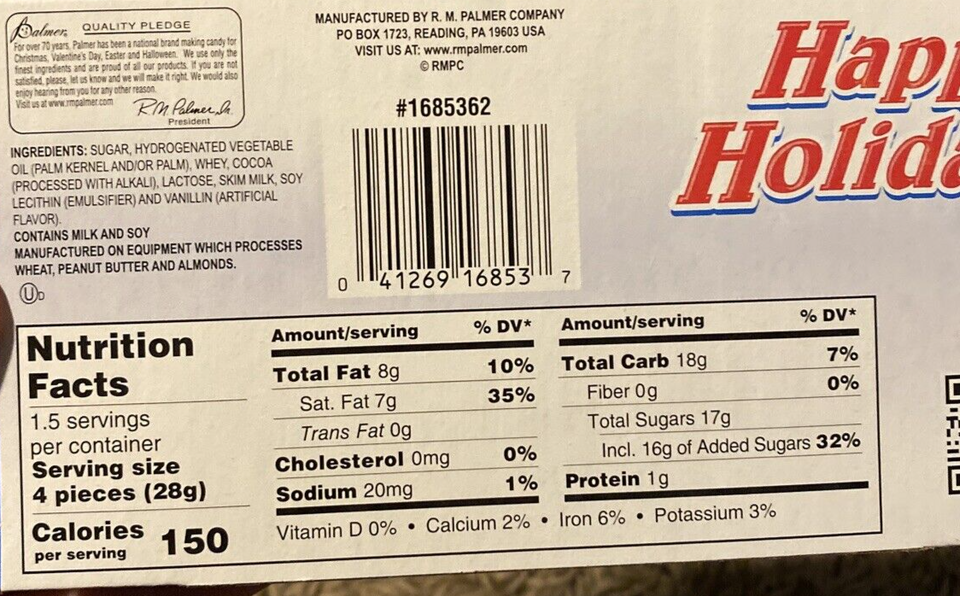 Palmer QUALITY PLEDGE
For over 70 years, Palmer has been a national brand making candy for
Christmas, Valentine's Day, Easter and Halloween. We use only the
finest ingredients and are proud of all our products. If you are not
satisfied, please, let us know and we will make it right. We would also
enjoy hearing from you for any other reason.
Visit us at www.rmpalmer.com
R.M. Palmer, Jr.
President
MANUFACTURED BY R. M. PALMER COMPANY
PO BOX 1723, READING, PA 19603 USA
VISIT US AT: www.rmpalmer.com
© RMPC
#1685362
0 41269 16853 7
Happ
Holida
INGREDIENTS: SUGAR, HYDROGENATED VEGETABLE
OIL (PALM KERNEL AND/OR PALM), WHEY, COCOA
(PROCESSED WITH ALKALI), LACTOSE, SKIM MILK, SOY
LECITHIN (EMULSIFIER) AND VANILLIN (ARTIFICIAL
FLAVOR).
CONTAINS MILK AND SOY
MANUFACTURED ON EQUIPMENT WHICH PROCESSES
WHEAT, PEANUT BUTTER AND ALMONDS.
UD
Nutrition
Facts
1.5 servings
per container
Serving size
4 pieces (28g)
Calories 150
per serving
Amount/serving % DV*
Total Fat 8g 10%
Sat. Fat 7g 35%
Trans Fat 0g
Cholesterol 0mg 0%
Sodium 20mg 1%
Amount/serving % DV*
Total Carb 18g 7%
Fiber 0g 0%
Total Sugars 17g
Incl. 16g of Added Sugars 32%
Protein 1g
Vitamin D 0% • Calcium 2% • Iron 6% • Potassium 3%